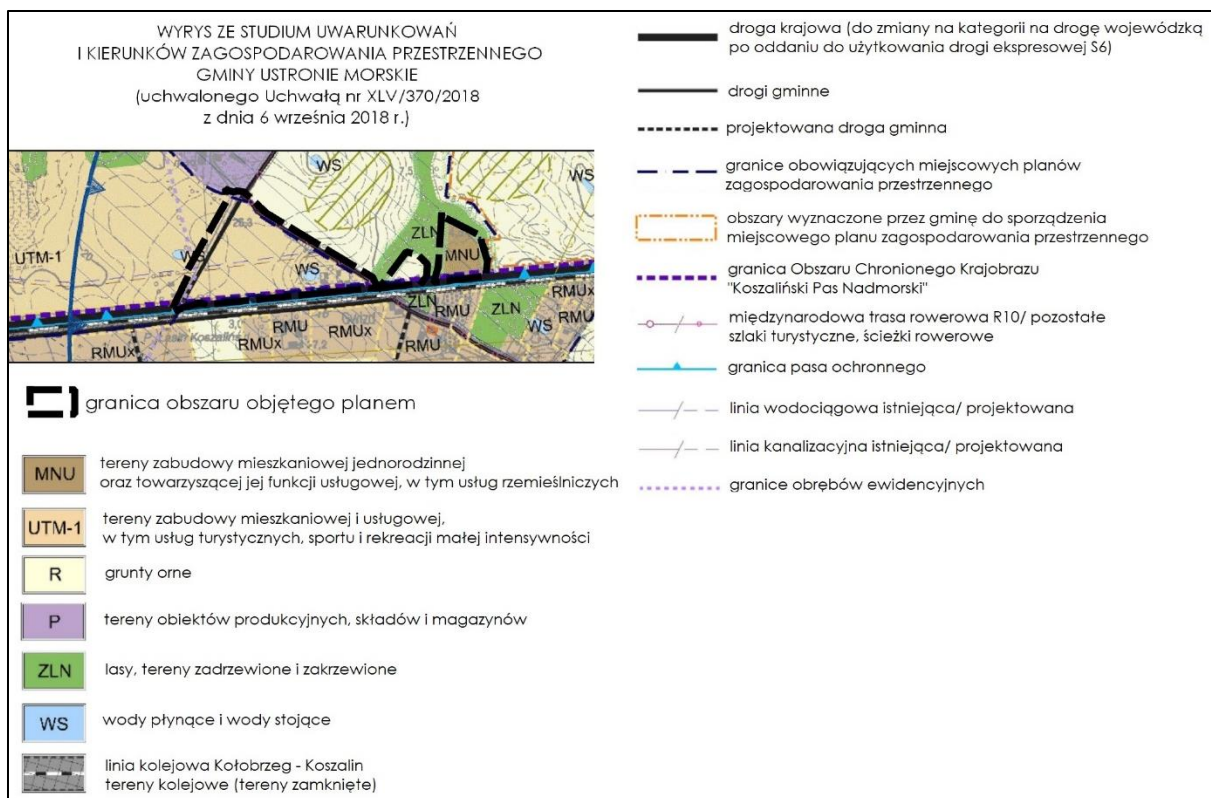 WYRYS ZE STUDIUM UWARUNKOWAŃ
I KIERUNKÓW ZAGOSPODAROWANIA PRZESTRZENNEGO
GMINY USTRONIE MORSKIE
(uchwalonego Uchwałą nr XLV/370/2018
z dnia 6 września 2018 r.)
WS
WS
ZLN
MNU
UTM-1
WS
WS
ZLN
ZLN
RMUx
RMU
RMUx
RMU
RMU
WS
RMU
RMUx
granica obszaru objętego planem
MNU
tereny zabudowy mieszkaniowej jednorodzinnej
oraz towarzyszącej jej funkcji usługowej, w tym usług rzemieślniczych
UTM-1
tereny zabudowy mieszkaniowej i usługowej,
w tym usług turystycznych, sportu i rekreacji małej intensywności
R
grunty orne
P
tereny obiektów produkcyjnych, składów i magazynów
ZLN
lasy, tereny zadrzewione i zakrzewione
WS
wody płynące i wody stojące
linia kolejowa Kołobrzeg - Koszalin
tereny kolejowe (tereny zamknięte)
droga krajowa (do zmiany na kategorii na drogę wojewódzką
po oddaniu do użytkowania drogi ekspresowej S6)
drogi gminne
projektowana droga gminna
granice obowiązujących miejscowych planów
zagospodarowania przestrzennego
obszary wyznaczone przez gminę do sporządzenia
miejscowego planu zagospodarowania przestrzennego
granica Obszaru Chronionego Krajobrazu
"Koszaliński Pas Nadmorski"
międzynarodowa trasa rowerowa R10/ pozostałe
szlaki turystyczne, ścieżki rowerowe
granica pasa ochronnego
linia wodociągowa istniejąca/ projektowana
linia kanalizacyjna istniejąca/ projektowana
granice obrębów ewidencyjnych